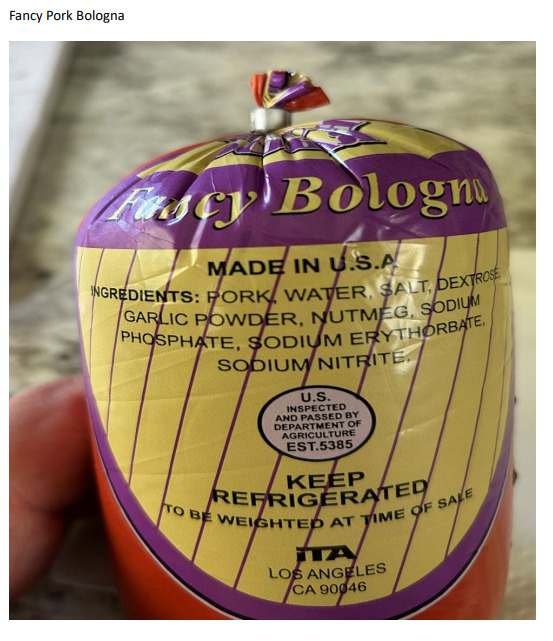 Fancy Pork Bologna
Fancy Bologna
MADE IN U.S.A
INGREDIENTS: PORK, WATER, SALT, DEXTROSE,
GARLIC POWDER, NUTMEG, SODIUM
PHOSPHATE, SODIUM ERYTHORBATE,
SODIUM NITRITE.
U.S.
INSPECTED
AND PASSED BY
DEPARTMENT OF
AGRICULTURE
EST.5385
KEEP
REFRIGERATED
TO BE WEIGHTED AT TIME OF SALE
ITA
LOS ANGELES
CA 90046